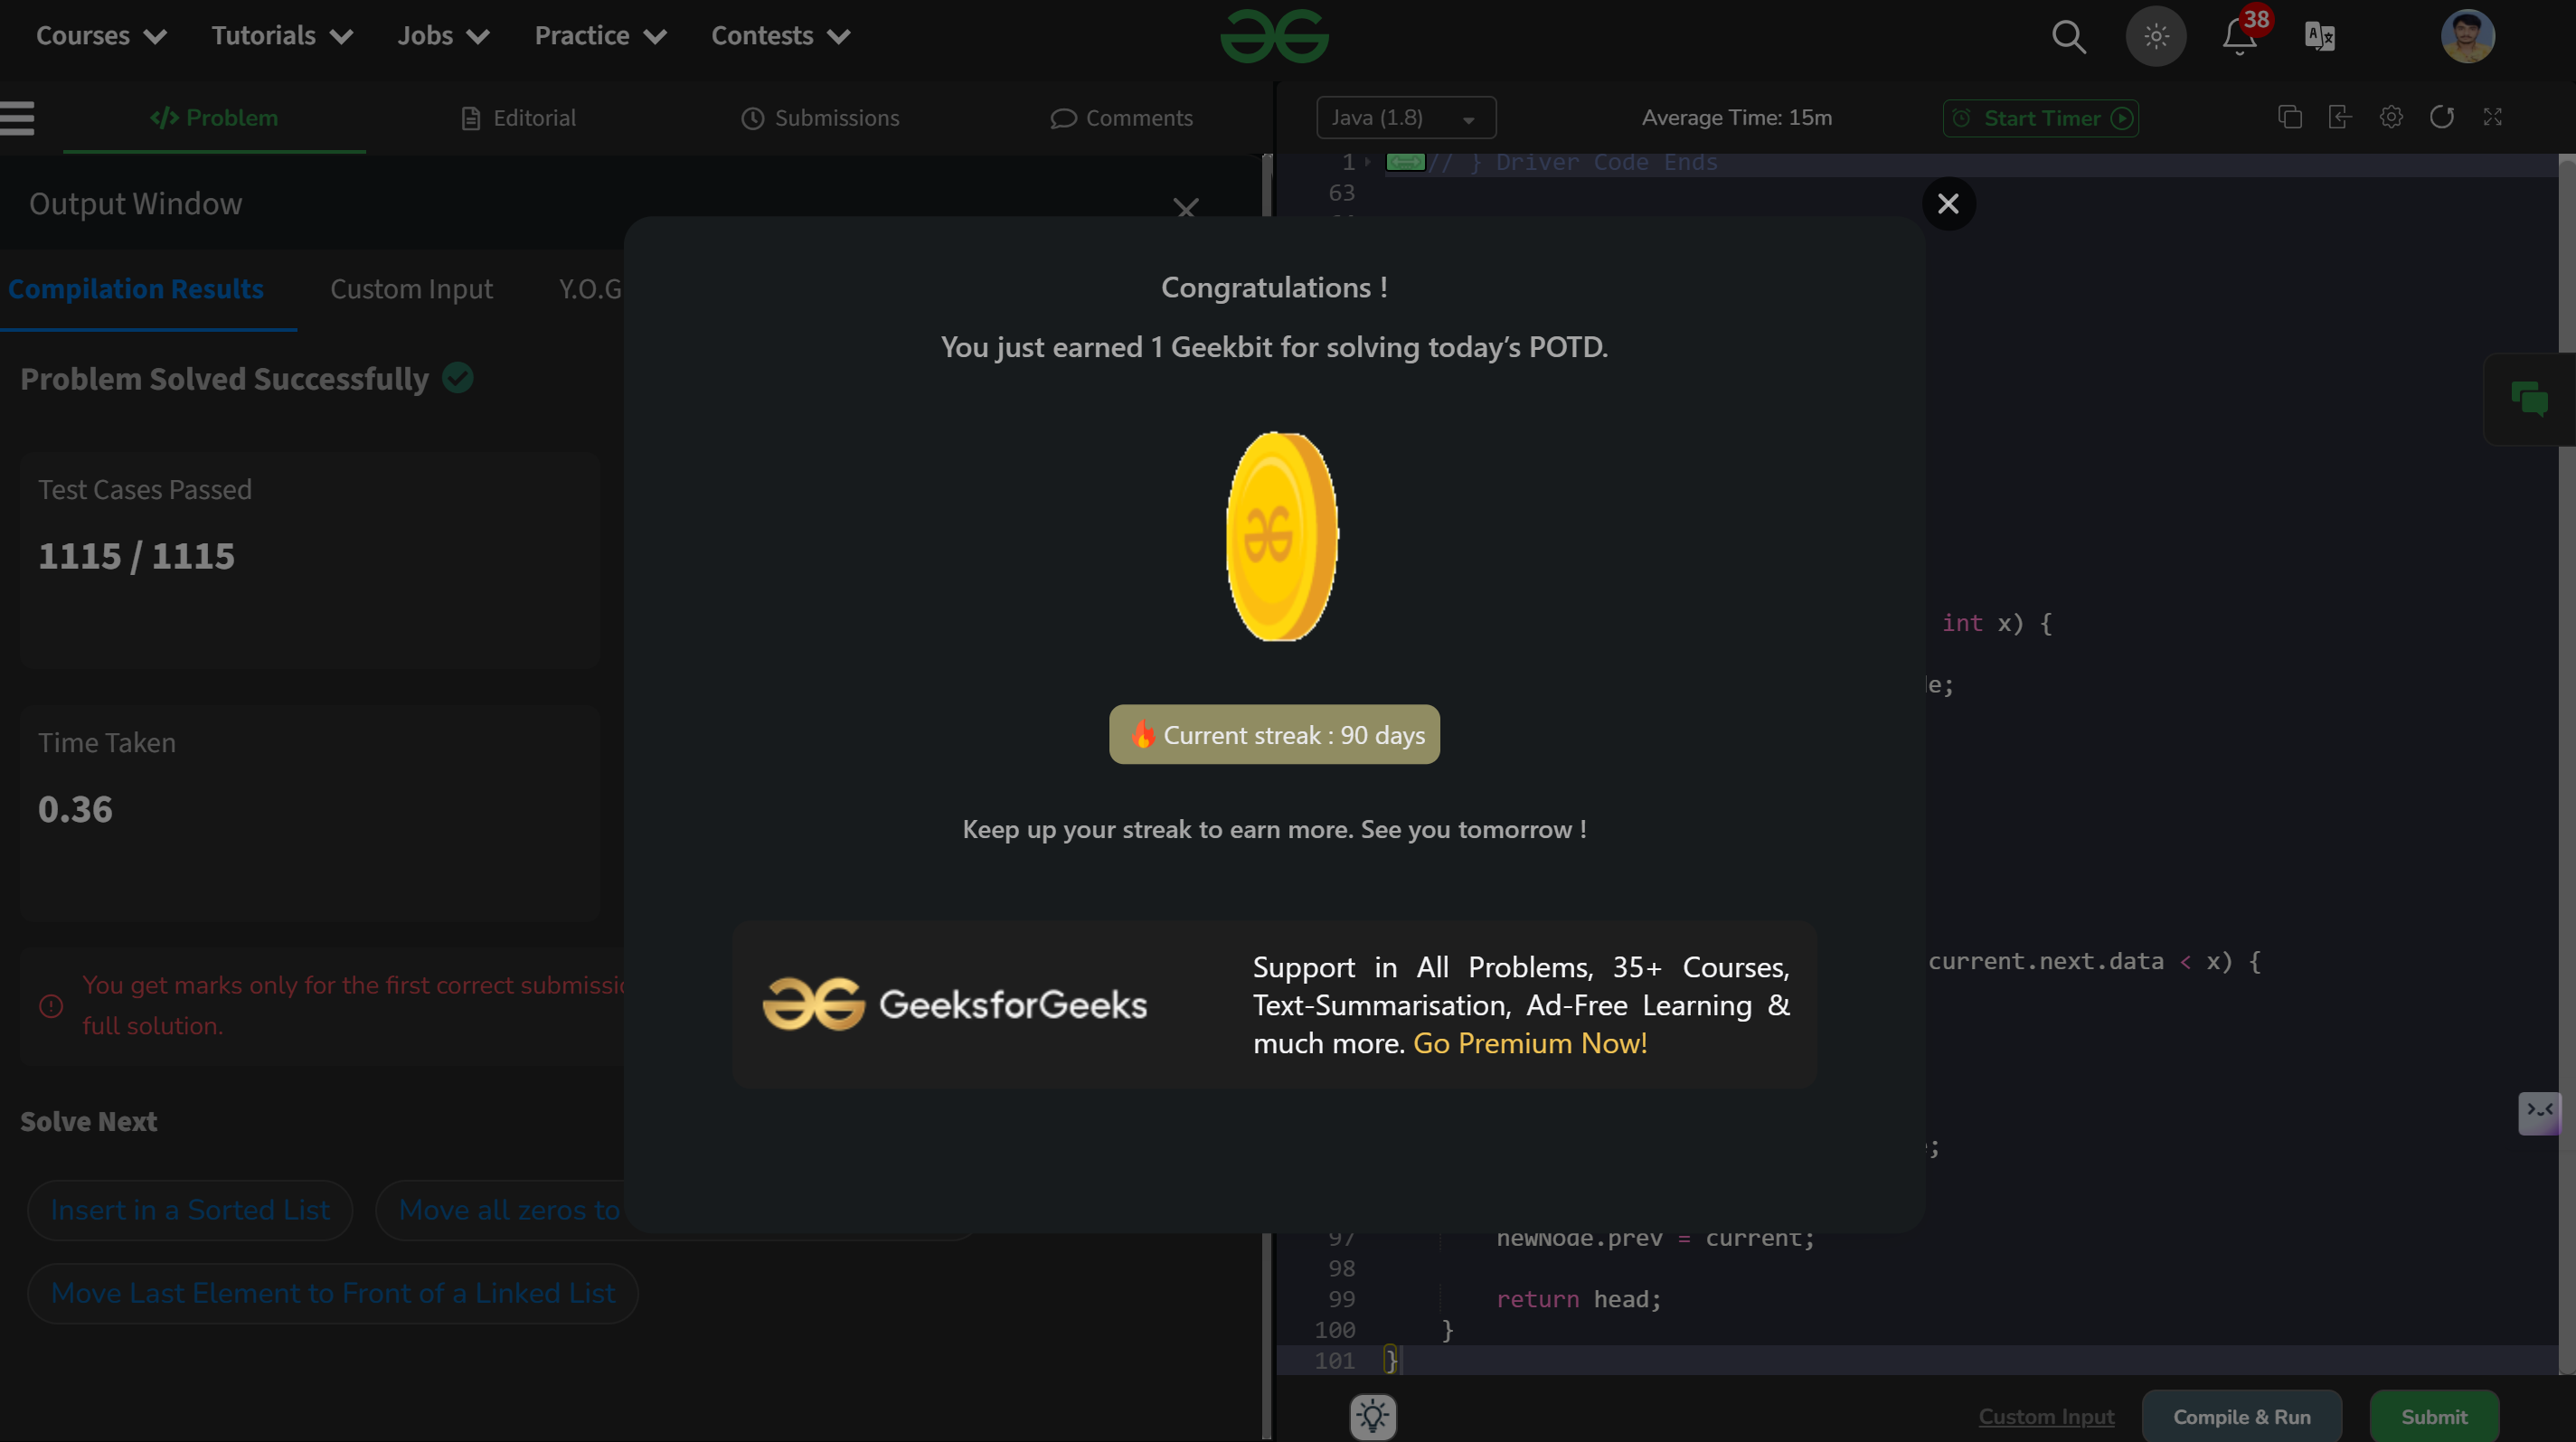 Courses Tutorials Jobs Practice Contests
38
Problem Editorial Submissions Comments
Java (1.8) Average Time: 15m Start Timer
Output Window
Compilation Results Custom Input Y.O.G
Problem Solved Successfully
Test Cases Passed
1115 / 1115
Time Taken
0.36
You get marks only for the first correct
full solution.
Solve Next
Insert in a Sorted List Move all zeros to
Move Last Element to Front of a Linked List
Congratulations !
You just earned 1 Geekbit for solving today’s POTD.
Current streak : 90 days
Keep up your streak to earn more. See you tomorrow !
GeeksforGeeks
Support in All Problems, 35+ Courses,
Text-Summarisation, Ad-Free Learning &
much more. Go Premium Now!
1 // } Driver Code Ends
63
int x) {
e;
current.next.data < x) {
;
97 newNode.prev = current;
98
99 return head;
100 }
101 }
Custom Input Compile & Run Submit